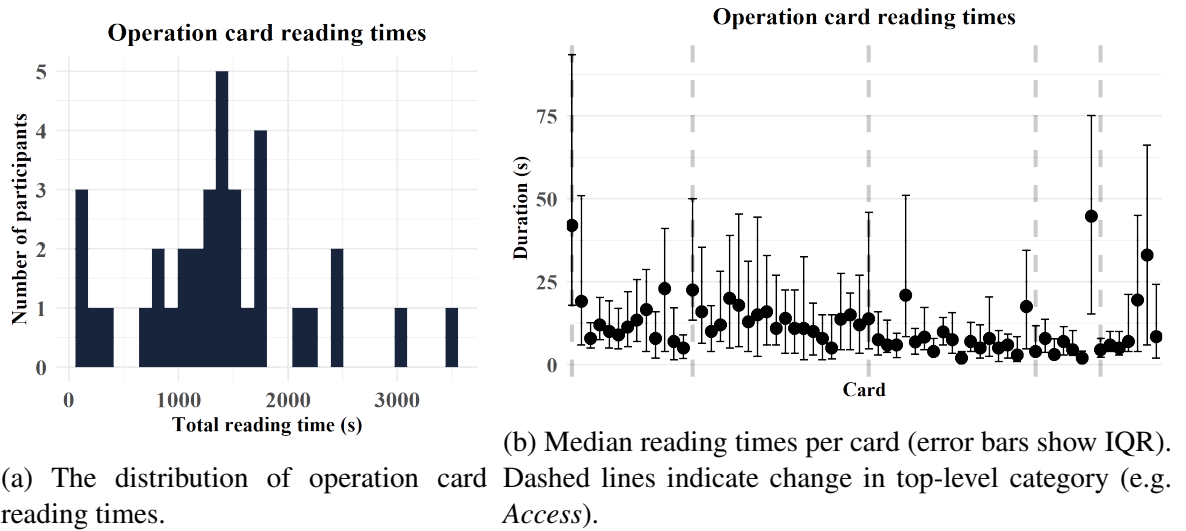 Operation card reading times
Number of participants
5
4
3
2
1
0
0 1000 2000 3000
Total reading time (s)
(a) The distribution of operation card
reading times.
Operation card reading times
Duration (s)
75
50
25
0
Card
(b) Median reading times per card (error bars show IQR).
Dashed lines indicate change in top-level category (e.g.
Access).